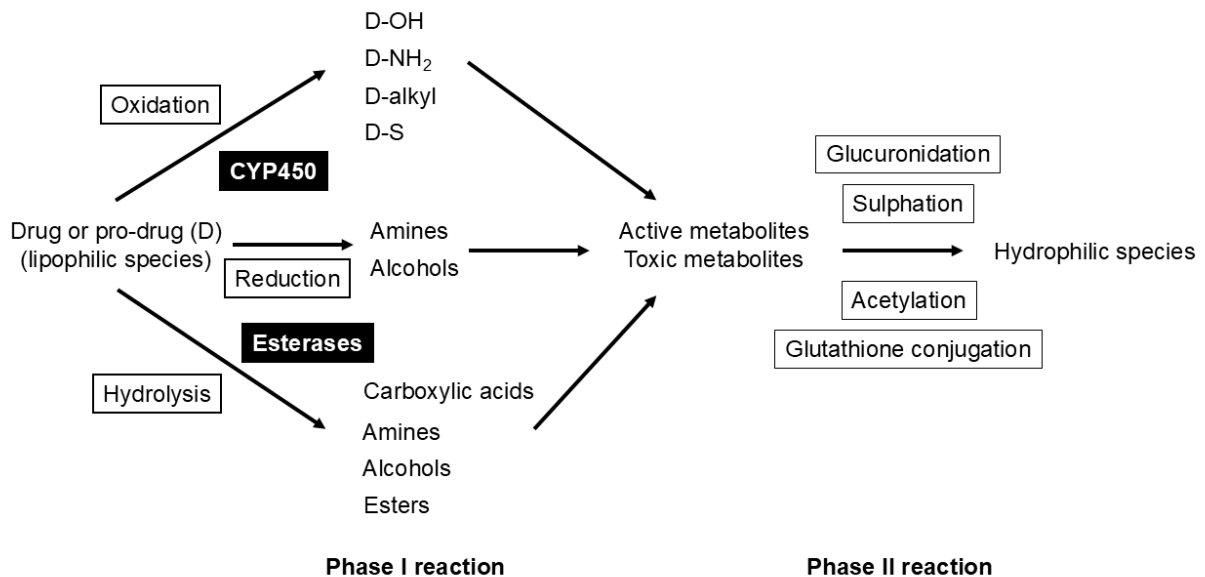 D-OH
D-NH₂
D-alkyl
D-S
Oxidation
CYP450
Drug or pro-drug (D)
(lipophilic species)
Reduction
Amines
Alcohols
Esterases
Hydrolysis
Carboxylic acids
Amines
Alcohols
Esters
Active metabolites
Toxic metabolites
Glucuronidation
Sulphation
Acetylation
Glutathione conjugation
Hydrophilic species
Phase I reaction
Phase II reaction